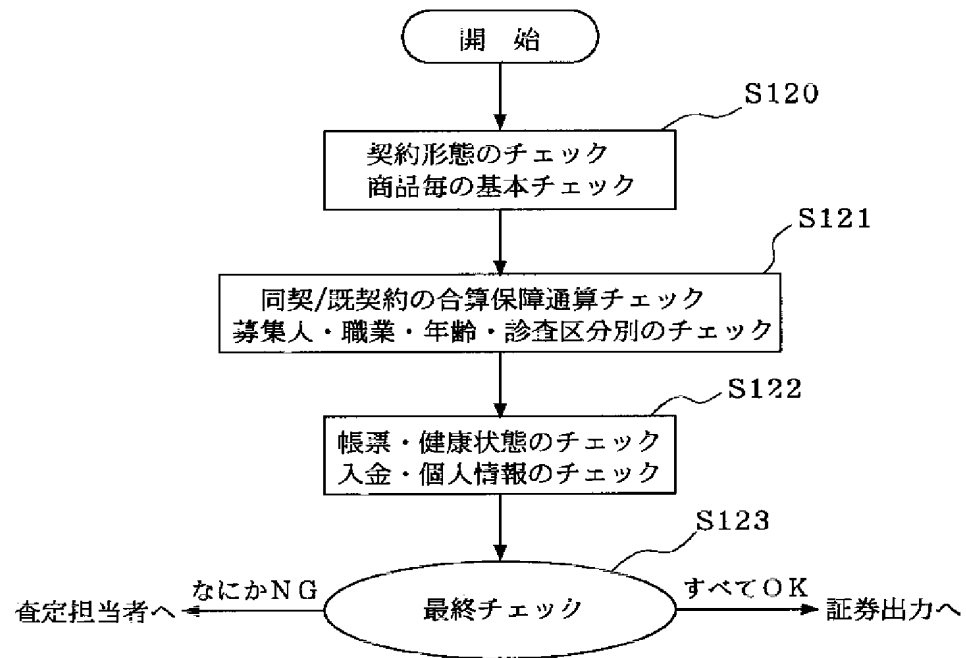 開 始
S120
契約形態のチェック
商品毎の基本チェック
S121
同契/既契約の合算保障通算チェック
募集人・職業・年齢・診査区分別のチェック
S122
帳票・健康状態のチェック
入金・個人情報のチェック
S123
なにかNG
すべてOK
査定担当者へ
最終チェック
証券出力へ